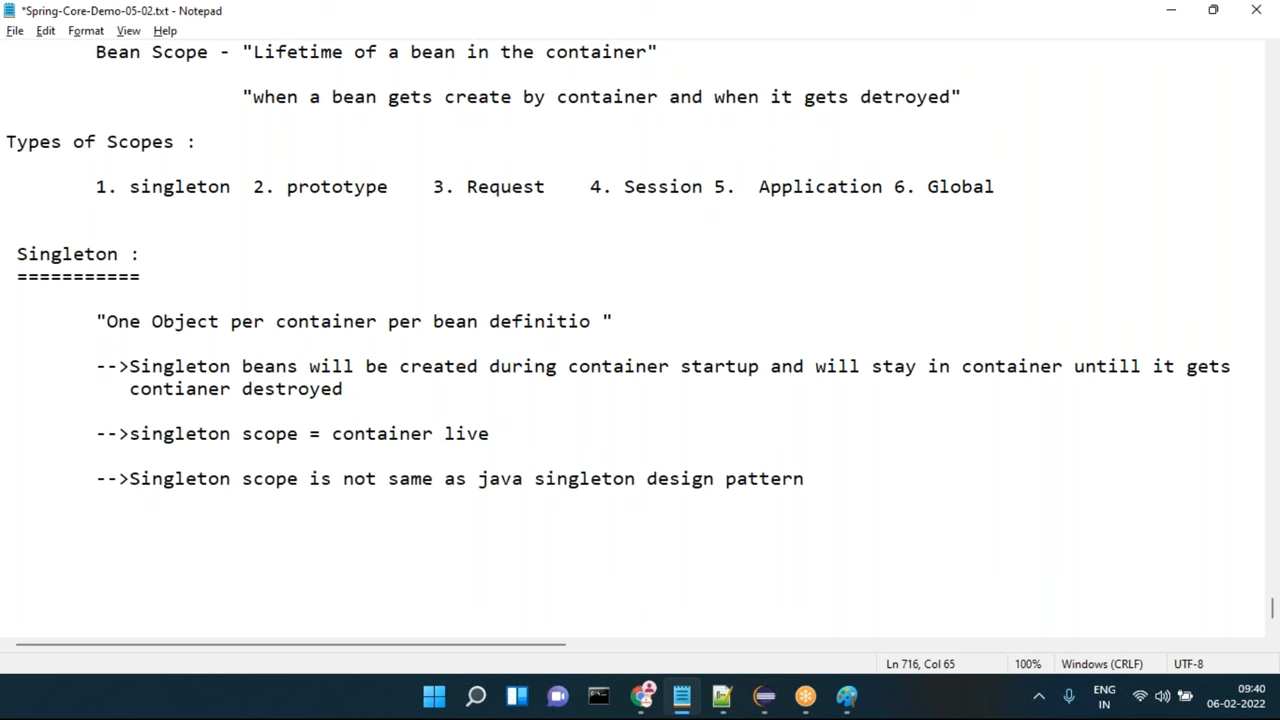 *Spring-Core-Demo-05-02.txt - Notepad
File Edit Format View Help
Bean Scope - "Lifetime of a bean in the container"
"when a bean gets create by container and when it gets detroyed"
Types of Scopes :
1. singleton 2. prototype 3. Request 4. Session 5. Application 6. Global
Singleton :
===========
"One Object per container per bean definitio "
-->Singleton beans will be created during container startup and will stay in container untill it gets
contianer destroyed
-->singleton scope = container live
-->Singleton scope is not same as java singleton design pattern
Ln 716, Col 65 100% Windows (CRLF) UTF-8
ENG 09:40
IN 06-02-2022